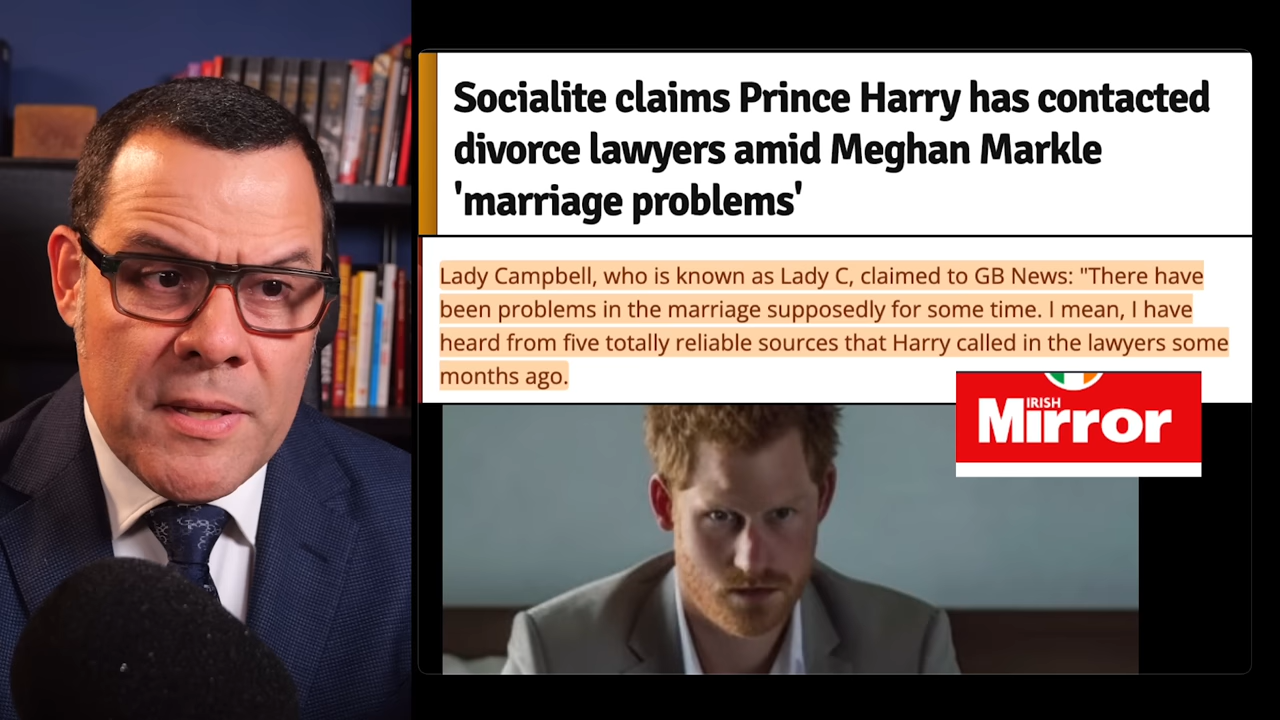 Socialite claims Prince Harry has contacted
divorce lawyers amid Meghan Markle
'marriage problems'
Lady Campbell, who is known as Lady C, claimed to GB News: "There have
been problems in the marriage supposedly for some time. I mean, I have
heard from five totally reliable sources that Harry called in the lawyers some
months ago.
IRISH
Mirror